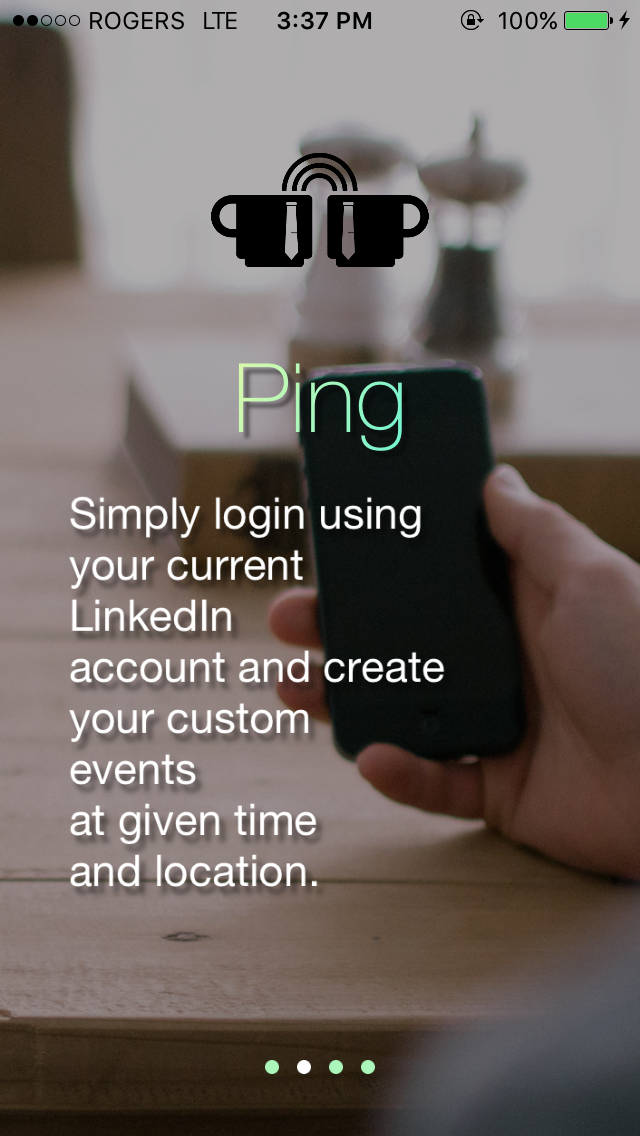 ROGERS LTE 3:37 PM 100%
Ping
Simply login using
your current
LinkedIn
account and create
your custom
events
at given time
and location.